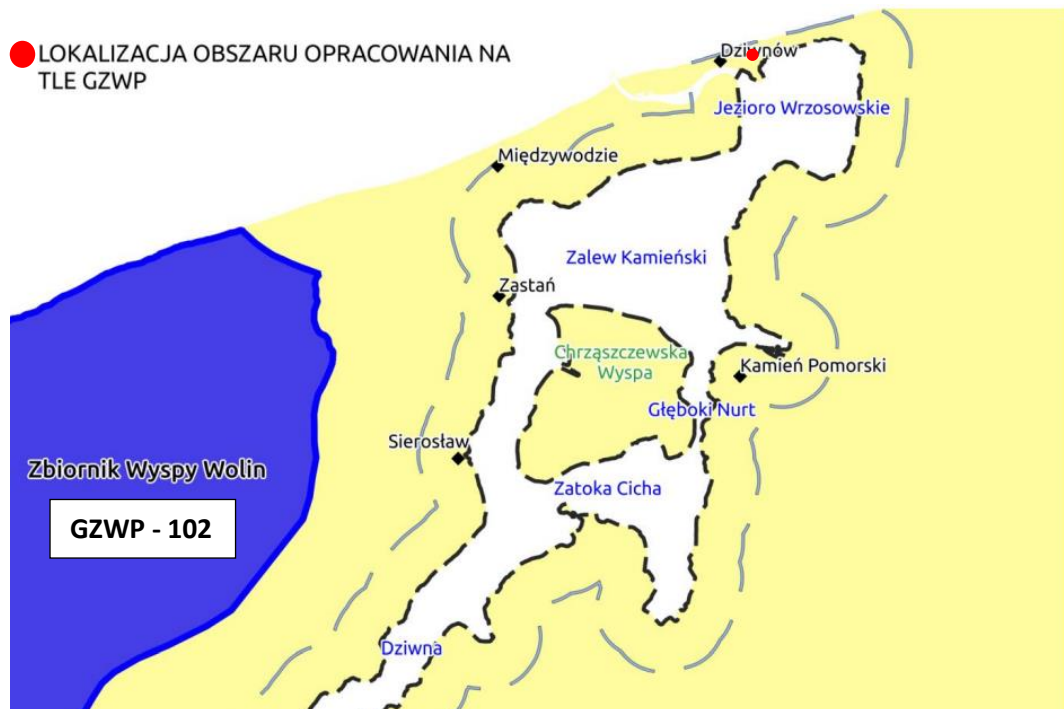 LOKALIZACJA OBSZARU OPRACOWANIA NA
TLE GZWP
Dziwnów
Jezioro Wrzosowskie
Międzywodzie
Zalew Kamieński
Zastań
Chrząszczewska
Wyspa
Kamień Pomorski
Głęboki Nurt
Sierosław
Zbiornik Wyspy Wolin
Zatoka Cicha
GZWP - 102
Dziwna